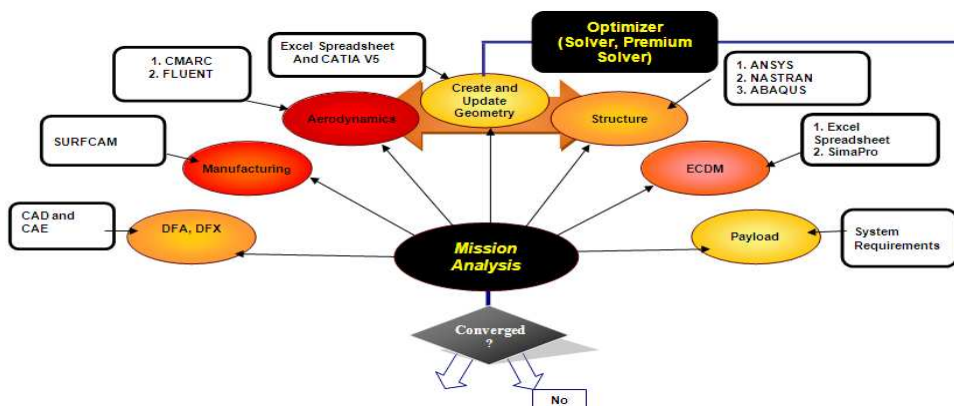 Optimizer
(Solver, Premium
Solver)
Excel Spreadsheet
And CATIA V5
1. CMARC
2. FLUENT
1. ANSYS
2. NASTRAN
3. ABAQUS
Create and
Update
Geometry
Aerodynamics
Structure
SURFCAM
Manufacturing
ECDM
1. Excel
Spreadsheet
2. SimaPro
CAD and
CAE
DFA, DFX
Mission
Analysis
Payload
System
Requirements
Converged
?
No